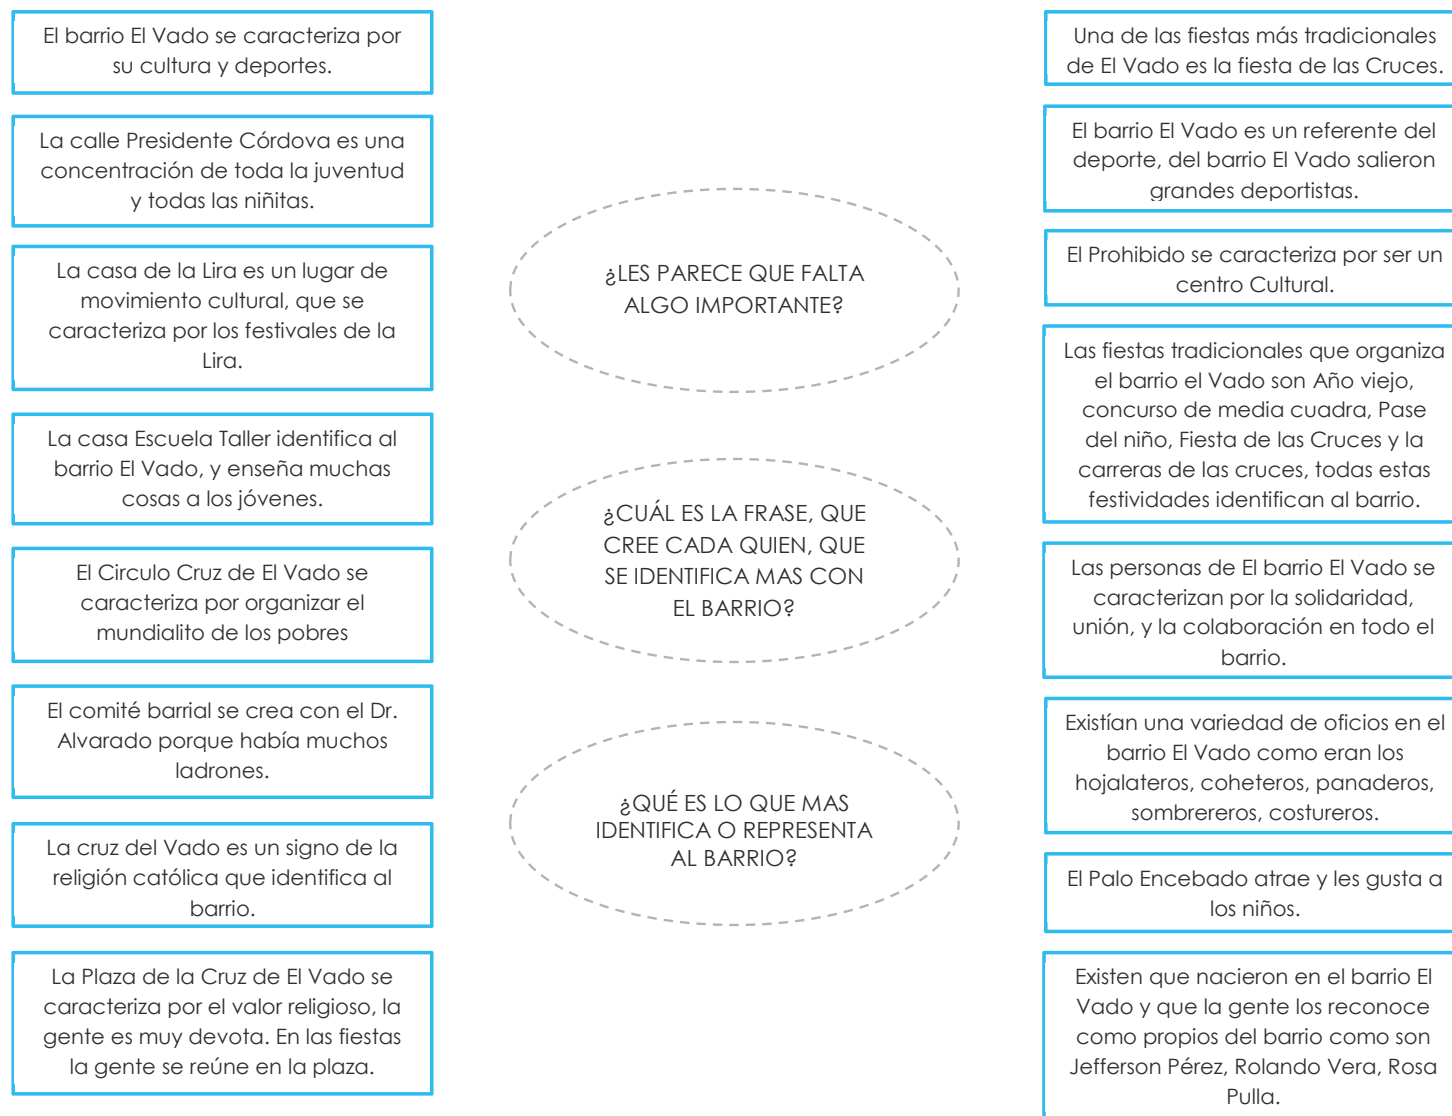 El barrio El Vado se caracteriza por
su cultura y deportes.
La calle Presidente Córdova es una
concentración de toda la juventud
y todas las niñitas.
La casa de la Lira es un lugar de
movimiento cultural, que se
caracteriza por los festivales de la
Lira.
La casa Escuela Taller identifica al
barrio El Vado, y enseña muchas
cosas a los jóvenes.
El Circulo Cruz de El Vado se
caracteriza por organizar el
mundialito de los pobres
El comité barrial se crea con el Dr.
Alvarado porque había muchos
ladrones.
La cruz del Vado es un signo de la
religión católica que identifica al
barrio.
La Plaza de la Cruz de El Vado se
caracteriza por el valor religioso, la
gente es muy devota. En las fiestas
la gente se reúne en la plaza.
¿LES PARECE QUE FALTA
ALGO IMPORTANTE?
¿CUÁL ES LA FRASE, QUE
CREE CADA QUIEN, QUE
SE IDENTIFICA MAS CON
EL BARRIO?
¿QUÉ ES LO QUE MAS
IDENTIFICA O REPRESENTA
AL BARRIO?
Una de las fiestas más tradicionales
de El Vado es la fiesta de las Cruces.
El barrio El Vado es un referente del
deporte, del barrio El Vado salieron
grandes deportistas.
El Prohibido se caracteriza por ser un
centro Cultural.
Las fiestas tradicionales que organiza
el barrio el Vado son Año viejo,
concurso de media cuadra, Pase
del niño, Fiesta de las Cruces y la
carreras de las cruces, todas estas
festividades identifican al barrio.
Las personas de El barrio El Vado se
caracterizan por la solidaridad,
unión, y la colaboración en todo el
barrio.
Existían una variedad de oficios en el
barrio El Vado como eran los
hojalateros, coheteros, panaderos,
sombrereros, costureros.
El Palo Encebado atrae y les gusta a
los niños.
Existen que nacieron en el barrio El
Vado y que la gente los reconoce
como propios del barrio como son
Jefferson Pérez, Rolando Vera, Rosa
Pulla.